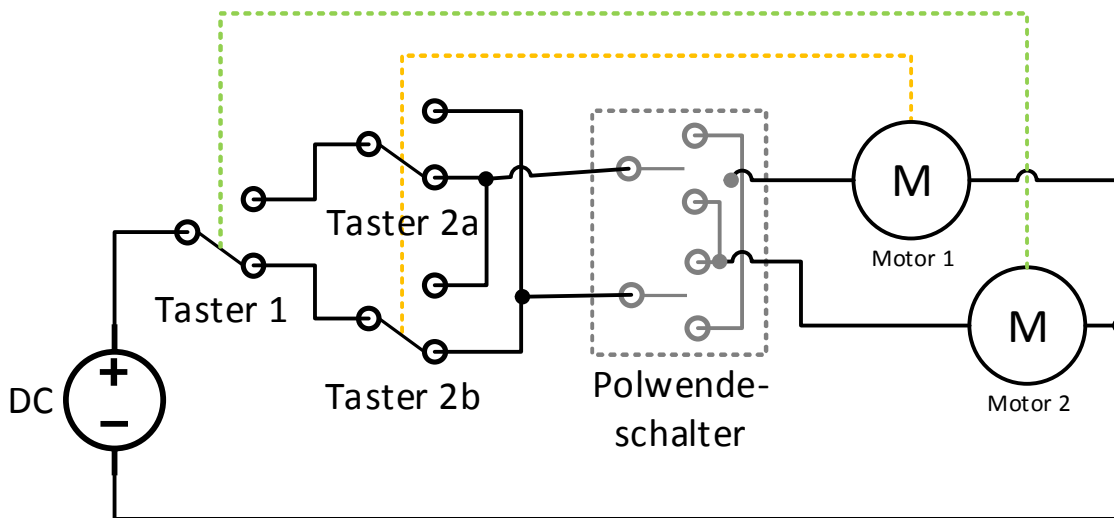 M
Motor 1
Taster 2a
Taster 1
M
Motor 2
DC
+
−
Taster 2b
Polwende-
schalter